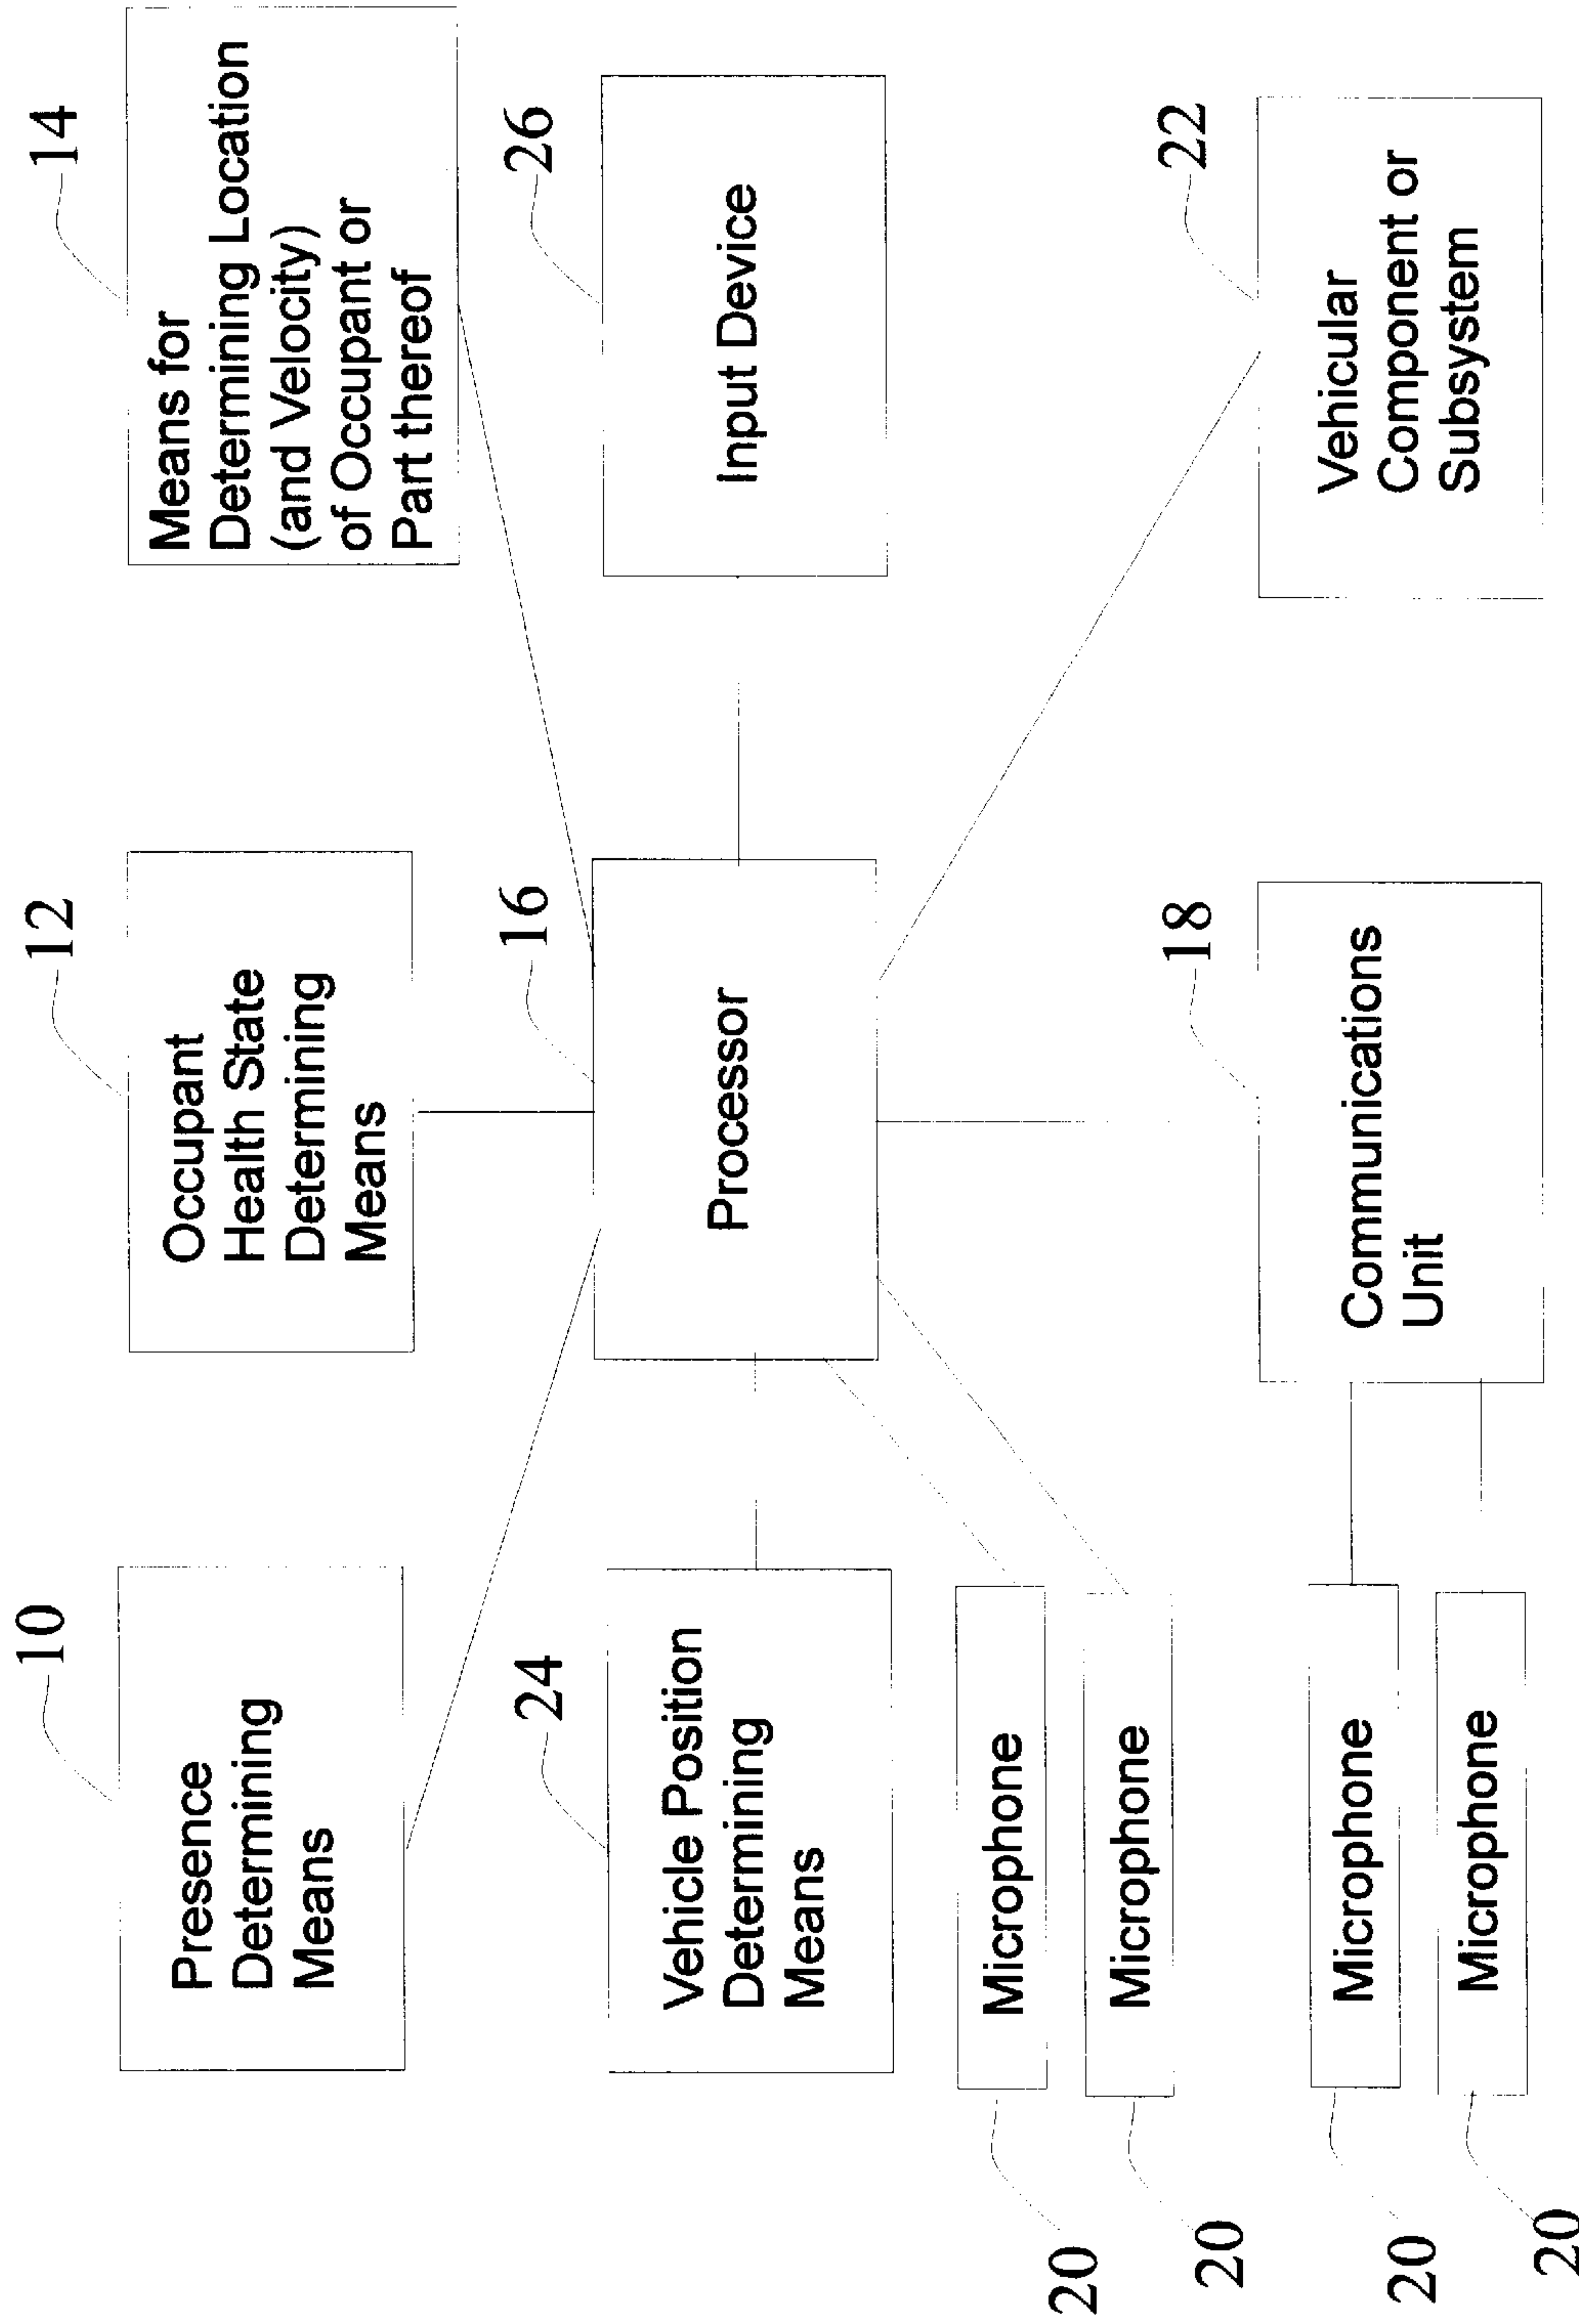 10
Presence
Determining
Means
12
Occupant
Health State
Determining
Means
14
Means for
Determining Location
(and Velocity)
of Occupant or
Part thereof
24
Vehicle Position
Determining
Means
16
Processor
26
Input Device
20
Microphone
20
Microphone
20
Microphone
20
Microphone
18
Communications
Unit
22
Vehicular
Component or
Subsystem